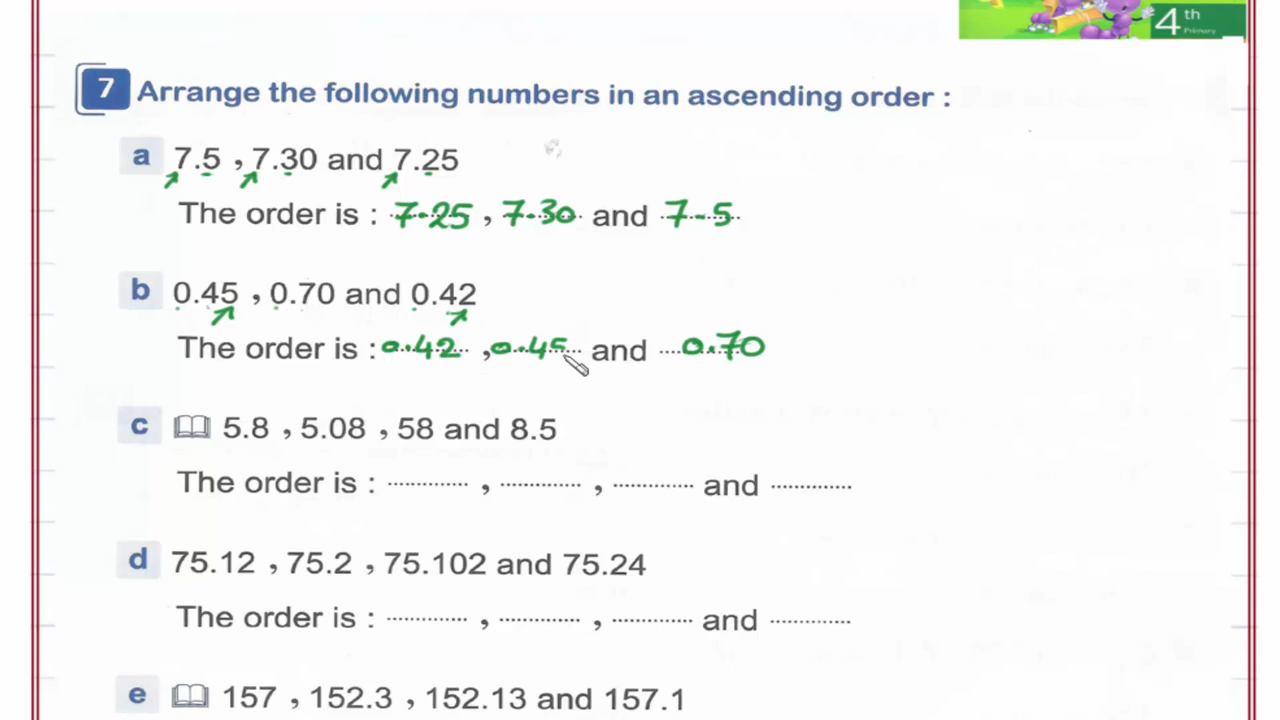 4th
Primary
7 Arrange the following numbers in an ascending order :
a 7.5 , 7.30 and 7.25
The order is : 7.25 , 7.30 and 7.5
b 0.45 , 0.70 and 0.42
The order is : 0.42 , 0.45 and 0.70
c 5.8 , 5.08 , 58 and 8.5
The order is : ............ , ............ , ............ and ............
d 75.12 , 75.2 , 75.102 and 75.24
The order is : ............ , ............ , ............ and ............
e 157 , 152.3 , 152.13 and 157.1